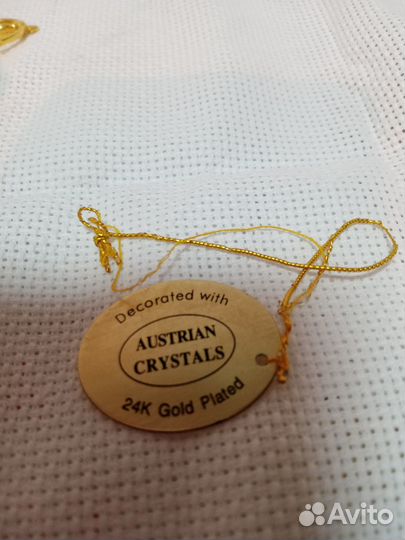 Decorated with
AUSTRIAN
CRYSTALS
24K Gold Plated
Avito